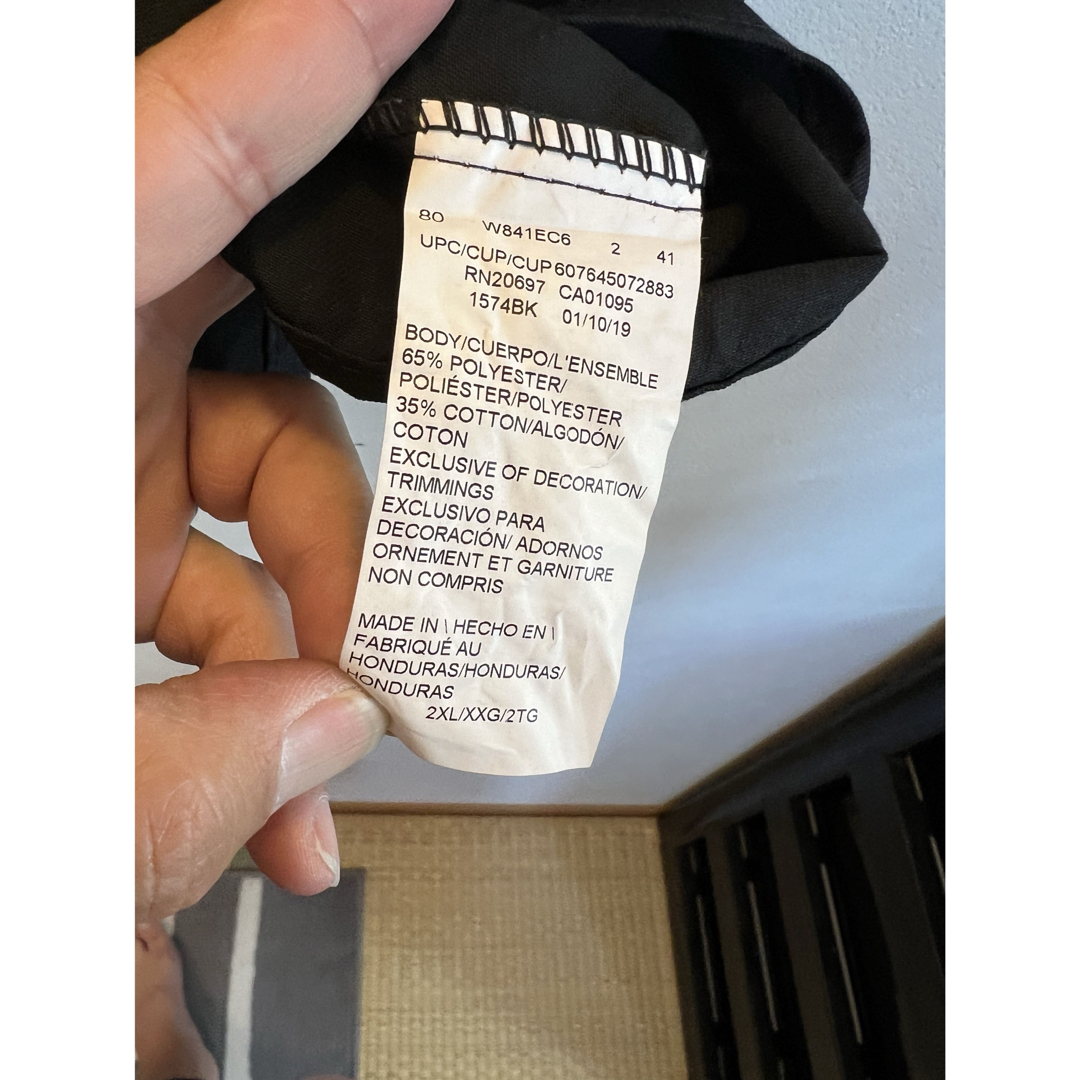 80 W841EC6 2 41
UPC/CUP/CUP607645072883
RN20697 CA01095
1574BK 01/10/19
BODY/CUERPO/L'ENSEMBLE
65% POLYESTER/
POLIÉSTER/POLYESTER
35% COTTON/ALGODÓN/
COTON
EXCLUSIVE OF DECORATION/
TRIMMINGS
EXCLUSIVO PARA
DECORACIÓN/ ADORNOS
ORNEMENT ET GARNITURE
NON COMPRIS
MADE IN \ HECHO EN \
FABRIQUÉ AU
HONDURAS/HONDURAS/
HONDURAS
2XL/XXG/2TG